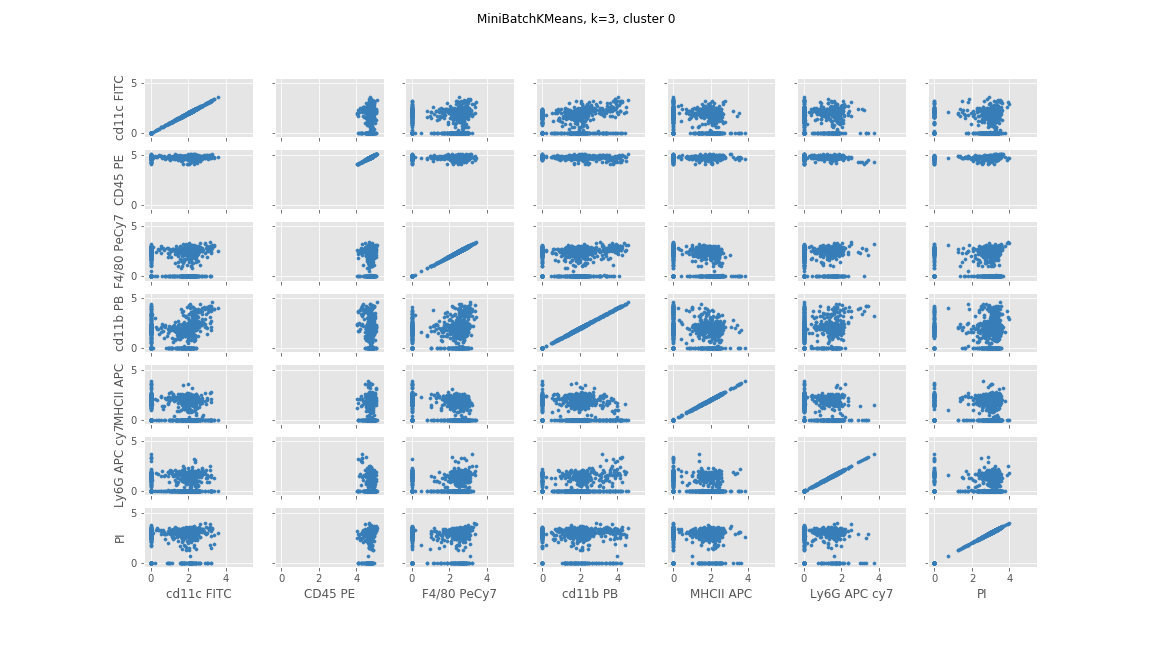 MiniBatchKMeans, k=3, cluster 0
cd11c FITC
5
0
CD45 PE
5
0
F4/80 PeCy7
5
0
cd11b PB
5
0
MHCII APC
5
0
Ly6G APC cy7
5
0
PI
5
0
0 2 4 0 2 4 0 2 4 0 2 4 0 2 4 0 2 4 0 2 4
cd11c FITC CD45 PE F4/80 PeCy7 cd11b PB MHCII APC Ly6G APC cy7 PI